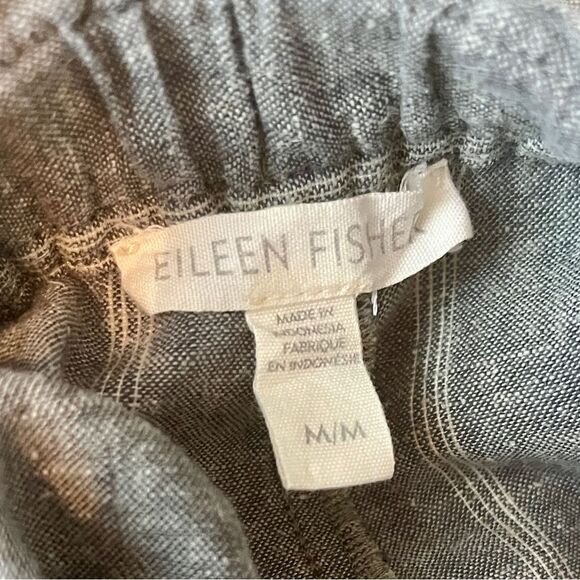 EILEEN FISHER
MADE IN
INDONESIA
FABRIQUE
EN INDONESIE
M/M